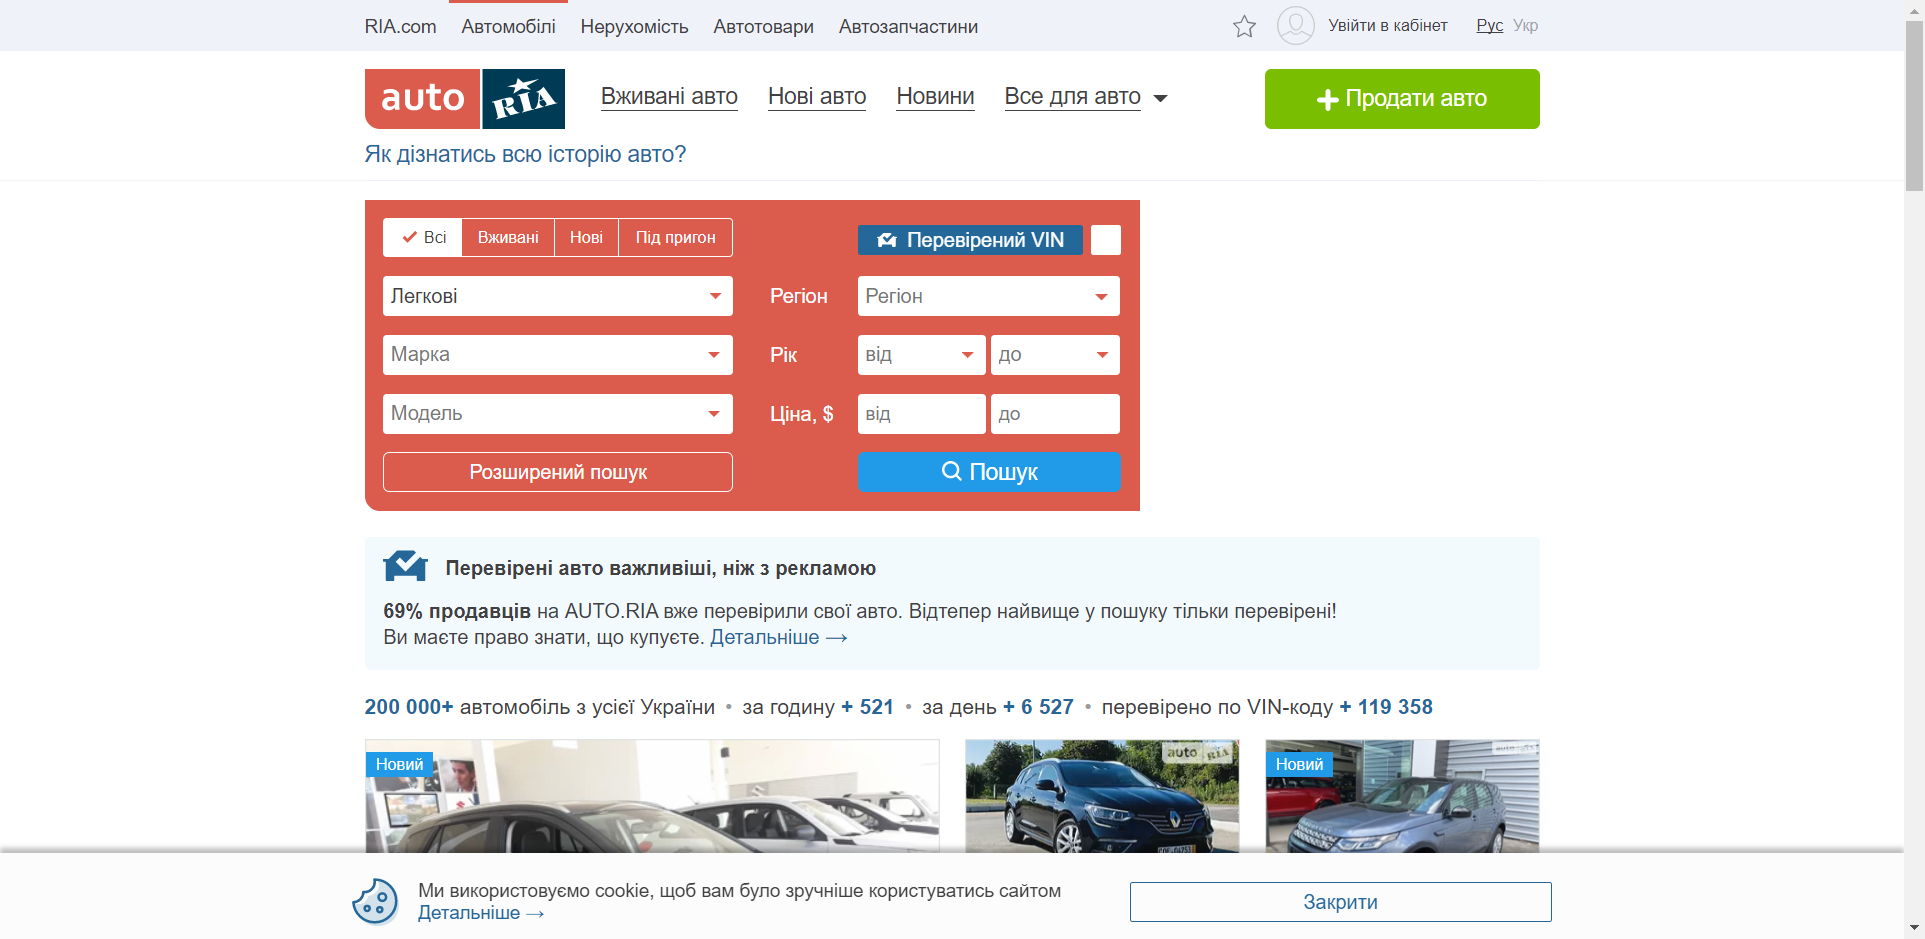 RIA.com Автомобілі Нерухомість Автотовари Автозапчастини Увійти в кабінет Рус Укр
auto RIA Вживані авто Нові авто Новини Все для авто Продати авто
Як дізнатись всю історію авто?
Всі Вживані Нові Під пригон Перевірений VIN
Легкові Регіон Регіон
Марка Рік від до
Модель Ціна, $ від до
Розширений пошук Пошук
Перевірені авто важливіші, ніж з рекламою
69% продавців на AUTO.RIA вже перевірили свої авто. Відтепер найвище у пошуку тільки перевірені!
Ви маєте право знати, що купуєте. Детальніше →
200 000+ автомобіль з усієї України • за годину + 521 • за день + 6 527 • перевірено по VIN-коду + 119 358
Новий auto RIA Новий
Ми використовуємо cookie, щоб вам було зручніше користуватись сайтом
Детальніше →
Закрити